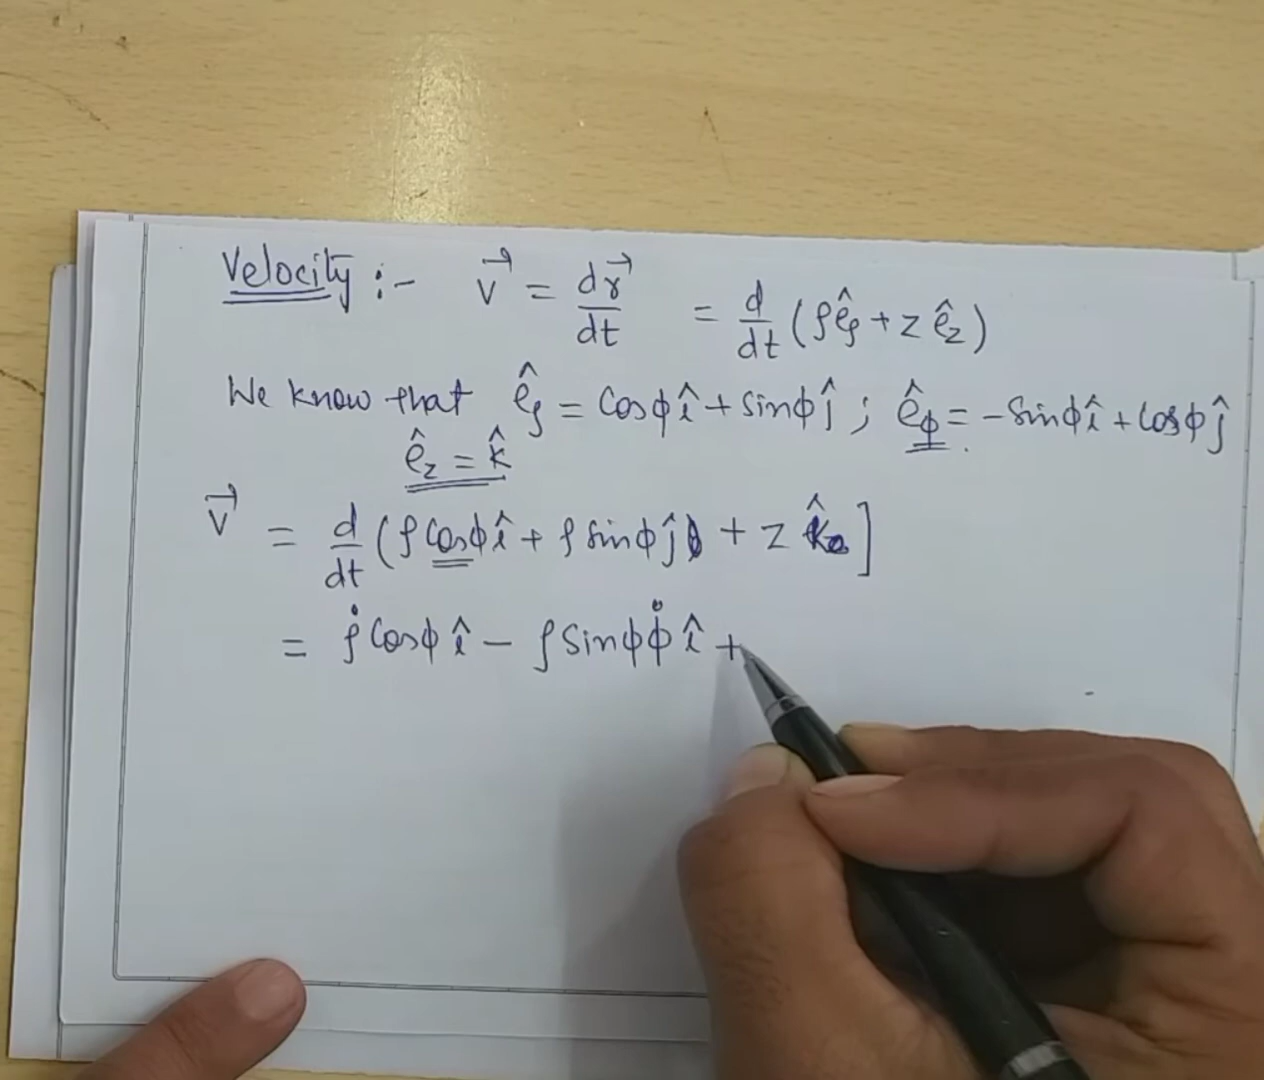 Velocity :- v⃗ = dr⃗/dt = d/dt (ρê_ρ + z ê_z)
We know that ê_ρ = Cosϕ î + Sinϕ ĵ ; ê_ϕ = -Sinϕ î + Cosϕ ĵ
ê_z = k̂
v⃗ = d/dt (ρ Cosϕ î + ρ Sinϕ ĵ + z k̂ ]
= ρ̇ Cosϕ î - ρ Sinϕ ϕ̇ î +